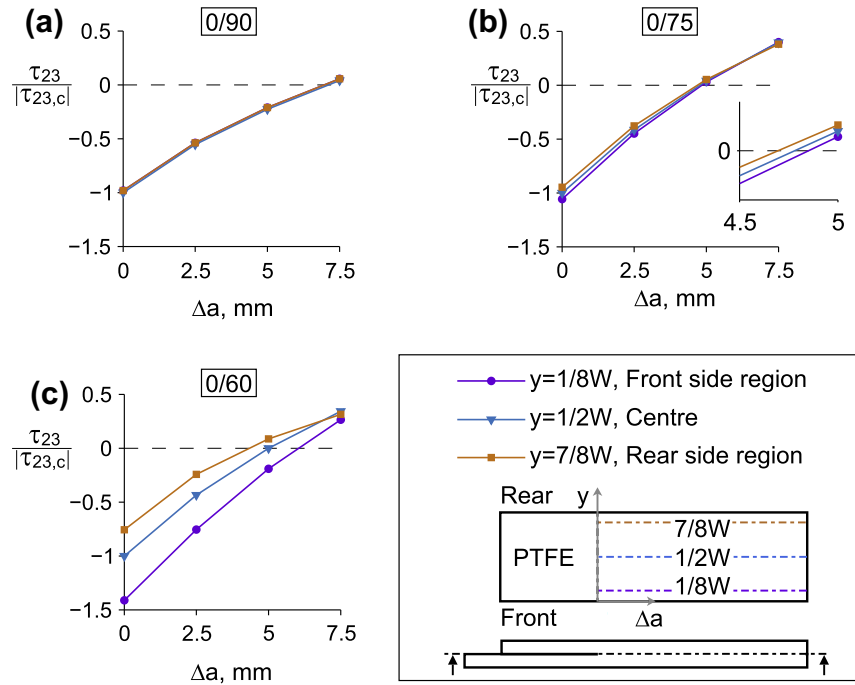 (a)
0/90
τ23
|τ23,c|
0.5
0
−0.5
−1
−1.5
0 2.5 5 7.5
Δa, mm
(b)
0/75
τ23
|τ23,c|
0.5
0
−0.5
−1
−1.5
0 2.5 5 7.5
Δa, mm
0
4.5 5
(c)
0/60
τ23
|τ23,c|
0.5
0
−0.5
−1
−1.5
0 2.5 5 7.5
Δa, mm
y=1/8W, Front side region
y=1/2W, Centre
y=7/8W, Rear side region
Rear y
7/8W
PTFE 1/2W
1/8W
Front Δa